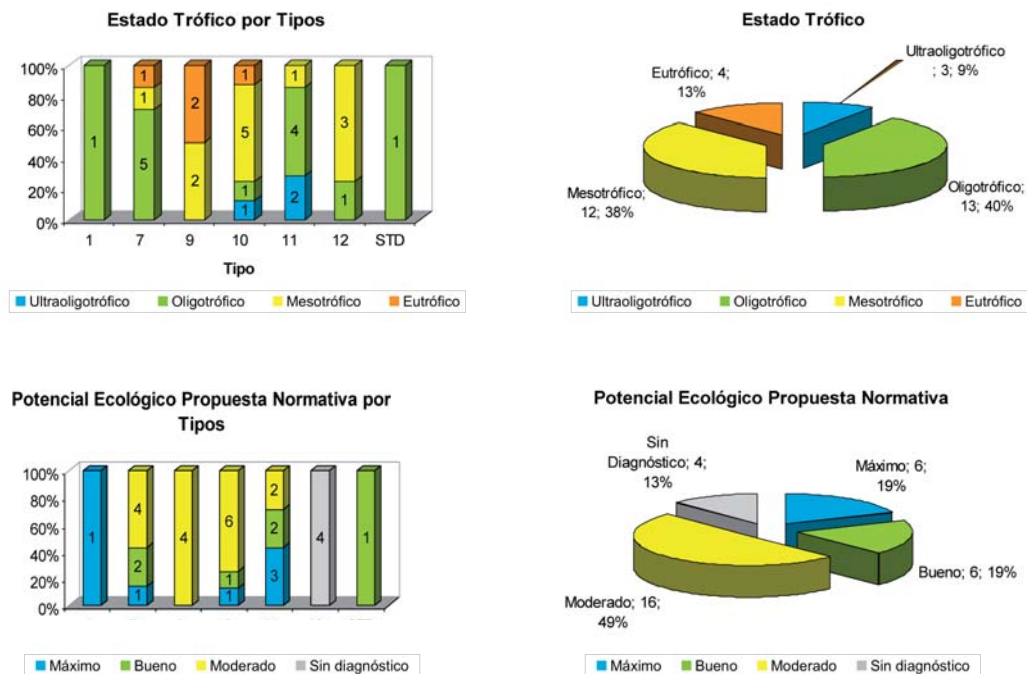 Estado Trófico por Tipos
100%
80%
60%
40%
20%
0%
1
5
1
1
2
2
1
1
5
1
2
4
1
1
3
1
1 7 9 10 11 12 STD
Tipo
Ultraoligotrófico Oligotrófico Mesotrófico Eutrófico
Estado Trófico
Ultraoligotrófico
; 3; 9%
Eutrófico; 4;
13%
Mesotrófico;
12; 38%
Oligotrófico;
13; 40%
Ultraoligotrófico Oligotrófico Mesotrófico Eutrófico
Potencial Ecológico Propuesta Normativa por
Tipos
100%
80%
60%
40%
20%
0%
1
1
2
4
4
1
1
6
3
2
2
4
1
Máximo Bueno Moderado Sin diagnóstico
Potencial Ecológico Propuesta Normativa
Sin
Diagnóstico; 4;
13%
Máximo; 6;
19%
Bueno; 6; 19%
Moderado; 16;
49%
Máximo Bueno Moderado Sin diagnóstico